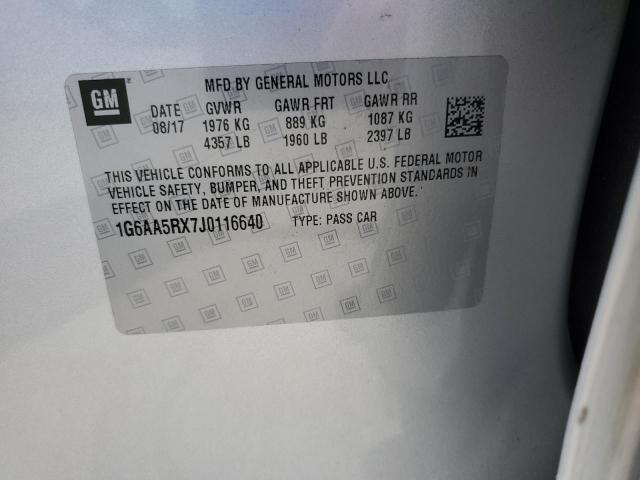 GM
MFD BY GENERAL MOTORS LLC
DATE GVWR GAWR FRT GAWR RR
08/17 1976 KG 889 KG 1087 KG
4357 LB 1960 LB 2397 LB
THIS VEHICLE CONFORMS TO ALL APPLICABLE U.S. FEDERAL MOTOR
VEHICLE SAFETY, BUMPER, AND THEFT PREVENTION STANDARDS IN
EFFECT ON THE DATE OF MANUFACTURE SHOWN ABOVE.
1G6AA5RX7J0116640 TYPE: PASS CAR